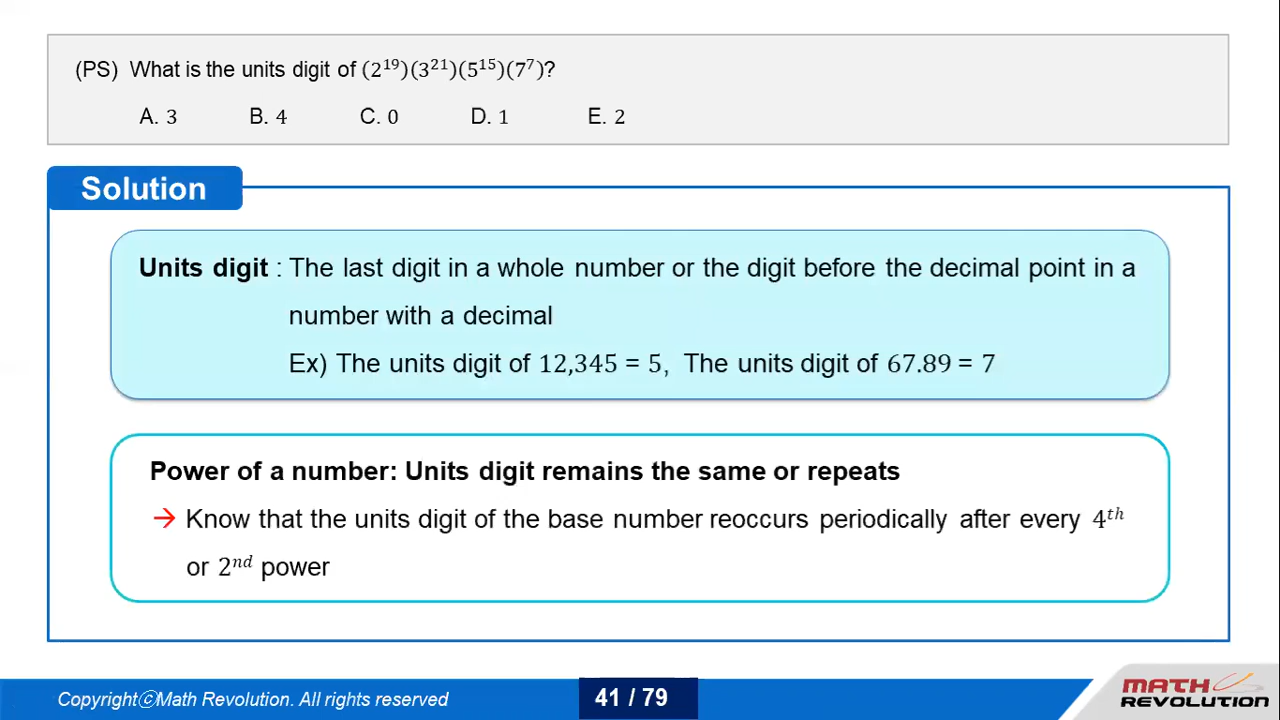 (PS) What is the units digit of (2¹⁹)(3²¹)(5¹⁵)(7⁷)?
A. 3 B. 4 C. 0 D. 1 E. 2
Solution
Units digit : The last digit in a whole number or the digit before the decimal point in a
number with a decimal
Ex) The units digit of 12,345 = 5, The units digit of 67.89 = 7
Power of a number: Units digit remains the same or repeats
→ Know that the units digit of the base number reoccurs periodically after every 4ᵗʰ
or 2ⁿᵈ power
CopyrightⓒMath Revolution. All rights reserved
41 / 79
MATH
REVOLUTION